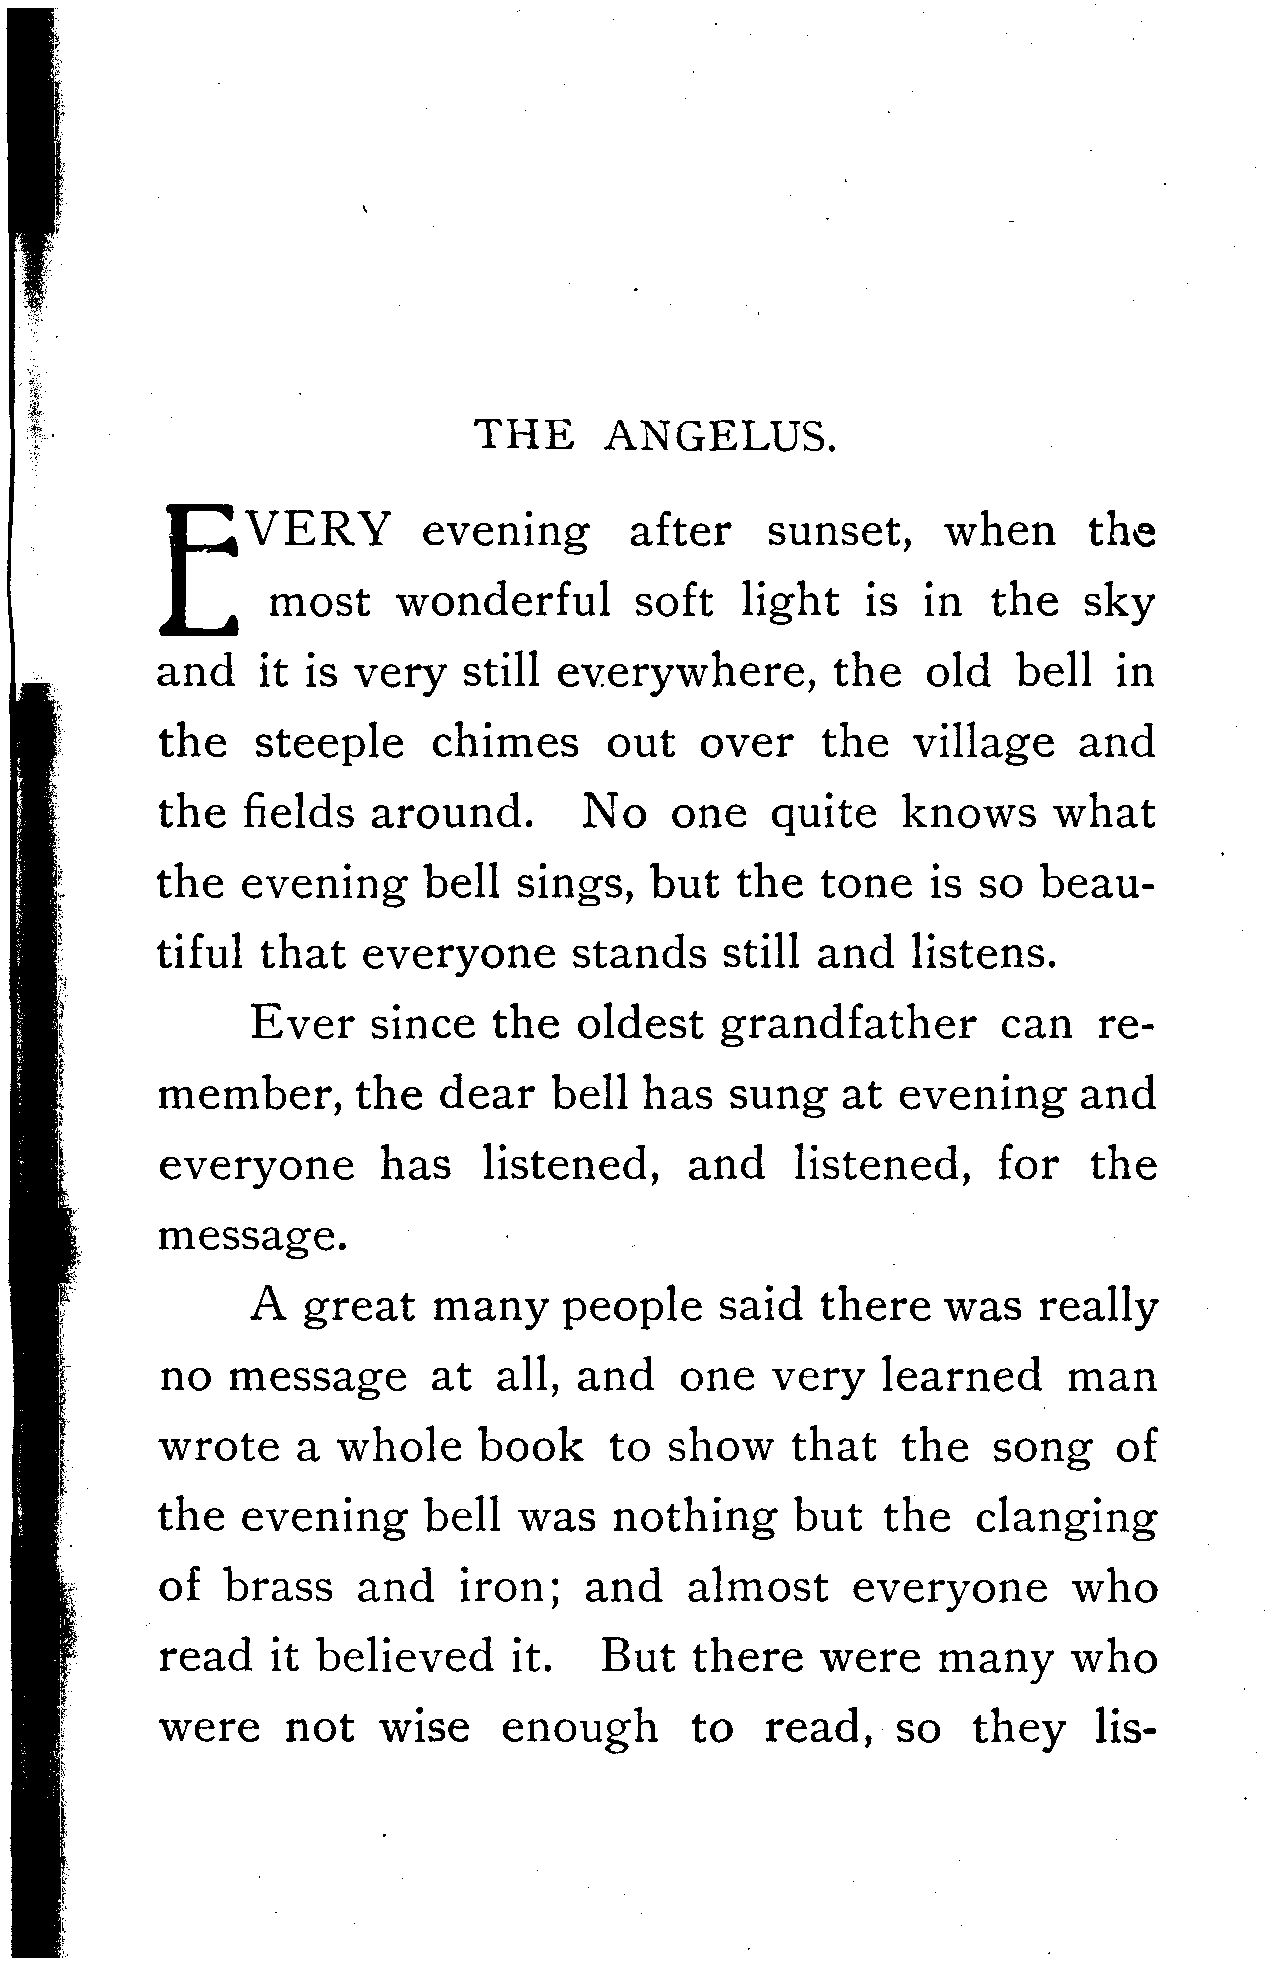 THE ANGELUS.
EVERY evening after sunset, when the
most wonderful soft light is in the sky
and it is very still everywhere, the old bell in
the steeple chimes out over the village and
the fields around. No one quite knows what
the evening bell sings, but the tone is so beau-
tiful that everyone stands still and listens.
Ever since the oldest grandfather can re-
member, the dear bell has sung at evening and
everyone has listened, and listened, for the
message.
A great many people said there was really
no message at all, and one very learned man
wrote a whole book to show that the song of
the evening bell was nothing but the clanging
of brass and iron; and almost everyone who
read it believed it. But there were many who
were not wise enough to read, so they lis-